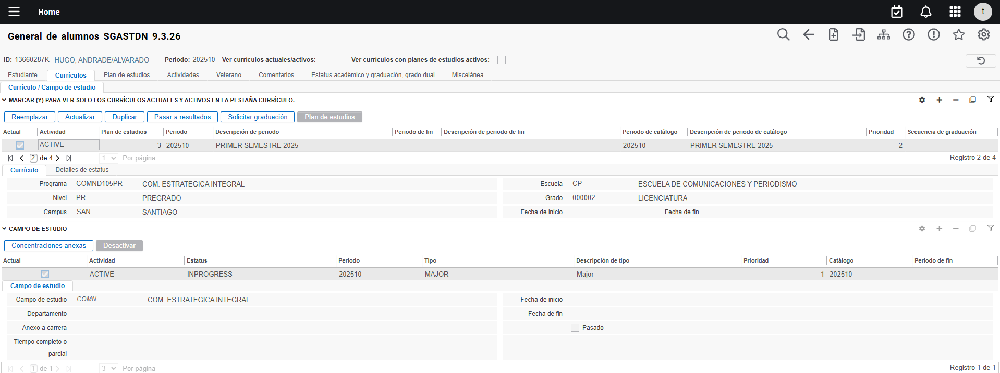 Home
t
General de alumnos SGASTDN 9.3.26
ID: 13660287K HUGO, ANDRADE/ALVARADO Periodo: 202510 Ver currículos actuales/activos: Ver currículos con planes de estudios activos:
Estudiante Currículos Plan de estudios Actividades Veterano Comentarios Estatus académico y graduación, grado dual Miscelánea
Currículo / Campo de estudio
MARCAR (Y) PARA VER SOLO LOS CURRÍCULOS ACTUALES Y ACTIVOS EN LA PESTAÑA CURRÍCULO.
Reemplazar Actualizar Duplicar Pasar a resultados Solicitar graduación Plan de estudios
Actual Actividad Plan de estudios Periodo Descripción de periodo Periodo de fin Descripción de periodo de fin Periodo de catálogo Descripción de periodo de catálogo Prioridad Secuencia de graduación
ACTIVE 3 202510 PRIMER SEMESTRE 2025 202510 PRIMER SEMESTRE 2025 2
2 de 4 1 Por página Registro 2 de 4
Currículo Detalles de estatus
Programa COMND105PR COM. ESTRATEGICA INTEGRAL Escuela CP ESCUELA DE COMUNICACIONES Y PERIODISMO
Nivel PR PREGRADO Grado 000002 LICENCIATURA
Campus SAN SANTIAGO Fecha de inicio Fecha de fin
CAMPO DE ESTUDIO
Concentraciones anexas Desactivar
Actual Actividad Estatus Periodo Tipo Descripción de tipo Prioridad Catálogo Periodo de fin
ACTIVE INPROGRESS 202510 MAJOR Major 1 202510
Campo de estudio
Campo de estudio COMN COM. ESTRATEGICA INTEGRAL Fecha de inicio
Departamento Fecha de fin
Anexo a carrera Pasado
Tiempo completo o
parcial
1 de 1 3 Por página Registro 1 de 1